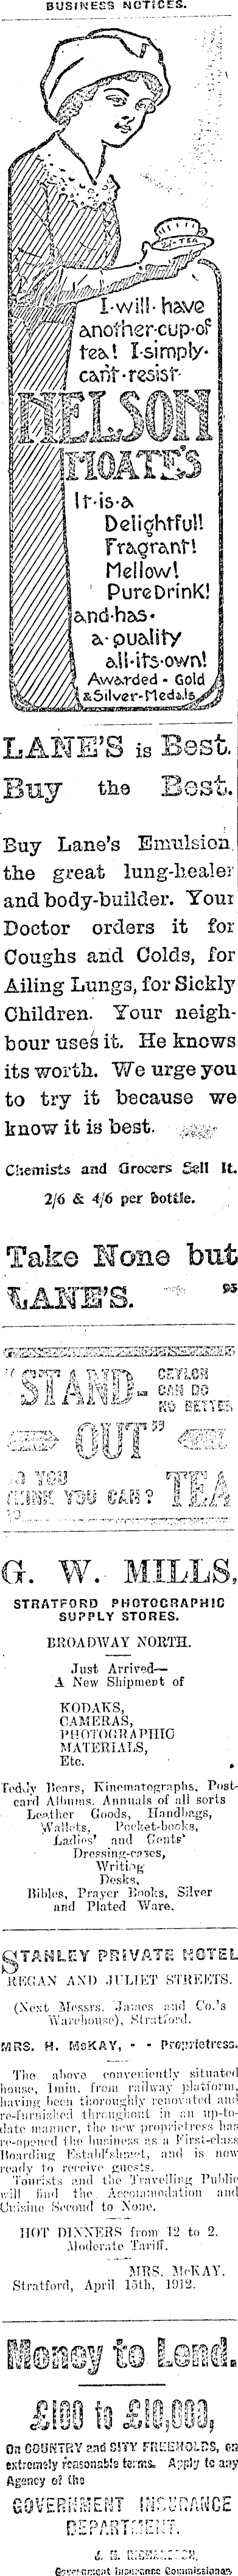 BUSINESS NOTICES.
TEA
I·will·have
another·cup·of
tea! I·simply·
can't·resist·
NELSON
MOATE'S
It·is·a
Delightful!
Fragrant!
Mellow!
Pure Drink!
and·has·
a·quality
all·its·own!
Awarded·Gold
& Silver-Medals
LANE'S is Best.
Buy the Best.
Buy Lane's Emulsion,
the great lung-healer
and body-builder. Your
Doctor orders it for
Coughs and Colds, for
Ailing Lungs, for Sickly
Children. Your neigh-
bour uses it. He knows
its worth. We urge you
to try it because we
know it is best.
Chemists and Grocers Sell It.
2/6 & 4/6 per bottle.
Take None but
LANE'S. 95
"STAND-
OUT"
CEYLON
CAN DO
NO BETTER
DO YOU
THINK YOU CAN?
TEA
G. W. MILLS,
STRATFORD PHOTOGRAPHIC
SUPPLY STORES.
BROADWAY NORTH.
Just Arrived—
A New Shipment of
KODAKS,
CAMERAS,
PHOTOGRAPHIC
MATERIALS,
Etc.
Teddy Bears, Kinematographs. Post-
card Albums. Annuals of all sorts
Leather Goods, Handbags,
Wallets, Pocket-books,
Ladies' and Gents'
Dressing-cases,
Writing
Desks,
Bibles, Prayer Books, Silver
and Plated Ware.
STANLEY PRIVATE HOTEL
REGAN AND JULIET STREETS.
(Next Messrs. James and Co.'s
Warehouse), Stratford.
MRS. H. McKAY, - - Proprietress.
The above conveniently situated
house, 1min. from railway platform,
having been thoroughly renovated and
re-furnished throughout in an up-to-
date manner, the new proprietress has
re-opened the business as a First-class
Boarding Establishment, and is now
ready to receive guests.
Tourists and the Travelling Public
will find the Accommodation and
Cuisine Second to None.
HOT DINNERS from 12 to 2.
Moderate Tariff.
MRS. McKAY.
Stratford, April 15th, 1912.
Money to Lend.
£100 to £10,000,
On COUNTRY and CITY FREEHOLDS, on
extremely reasonable terms. Apply to any
Agency of the
GOVERNMENT INSURANCE
DEPARTMENT.
J. H. RICHARDSON,
Government Insurance Commissioner.